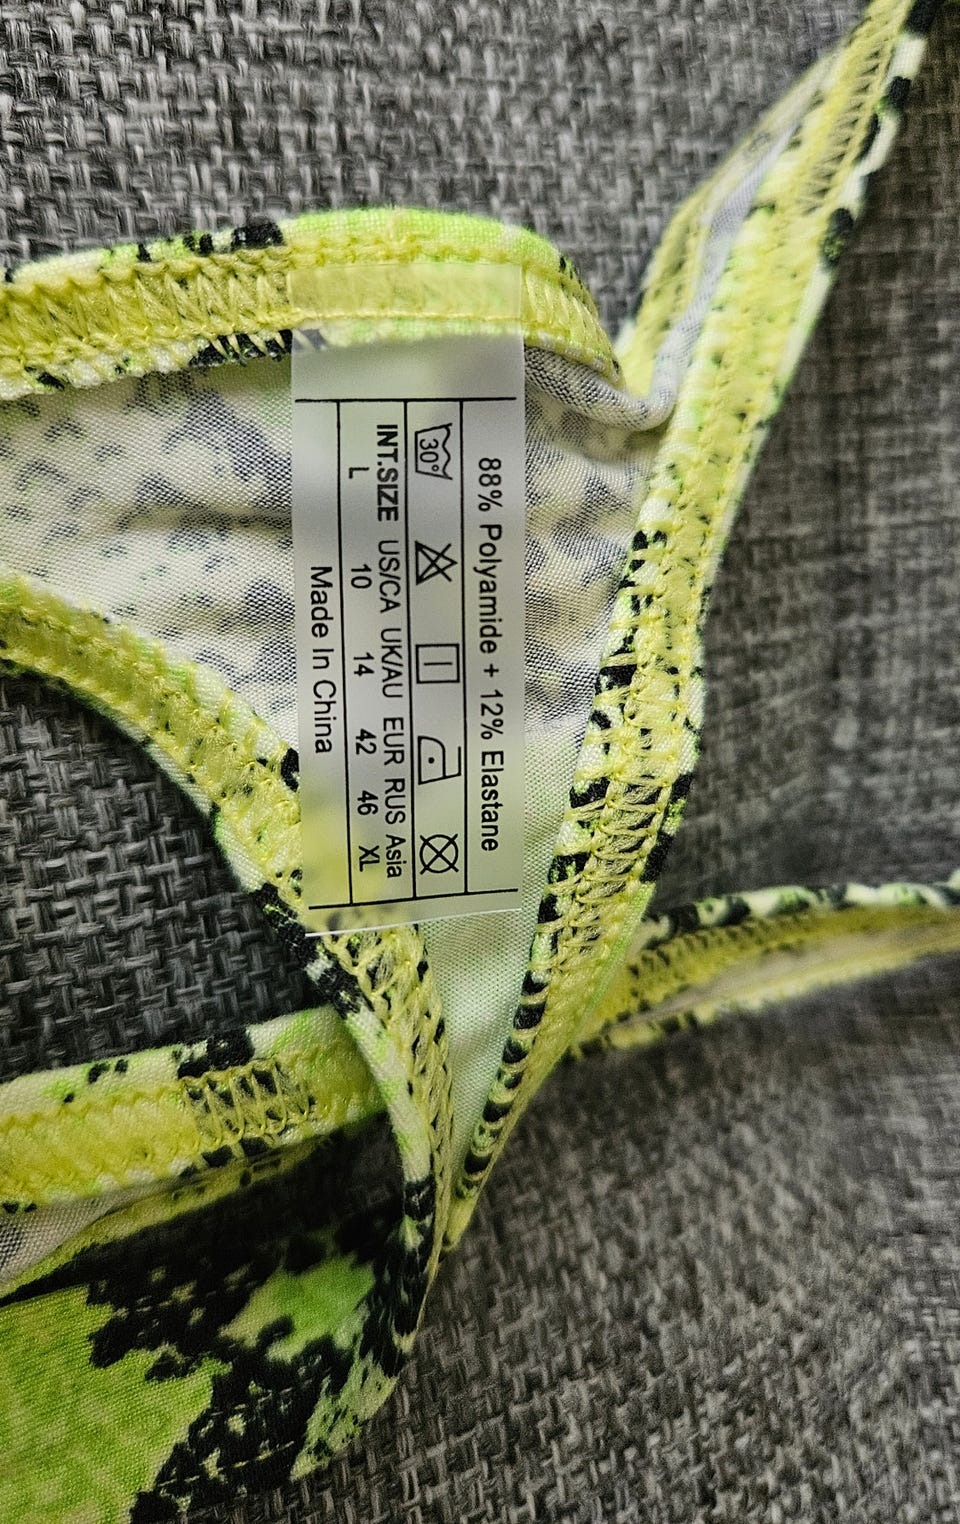 88% Polyamide + 12% Elastane
30°
INT.SIZE US/CA UK/AU EUR RUS Asia
L 10 14 42 46 XL
Made In China